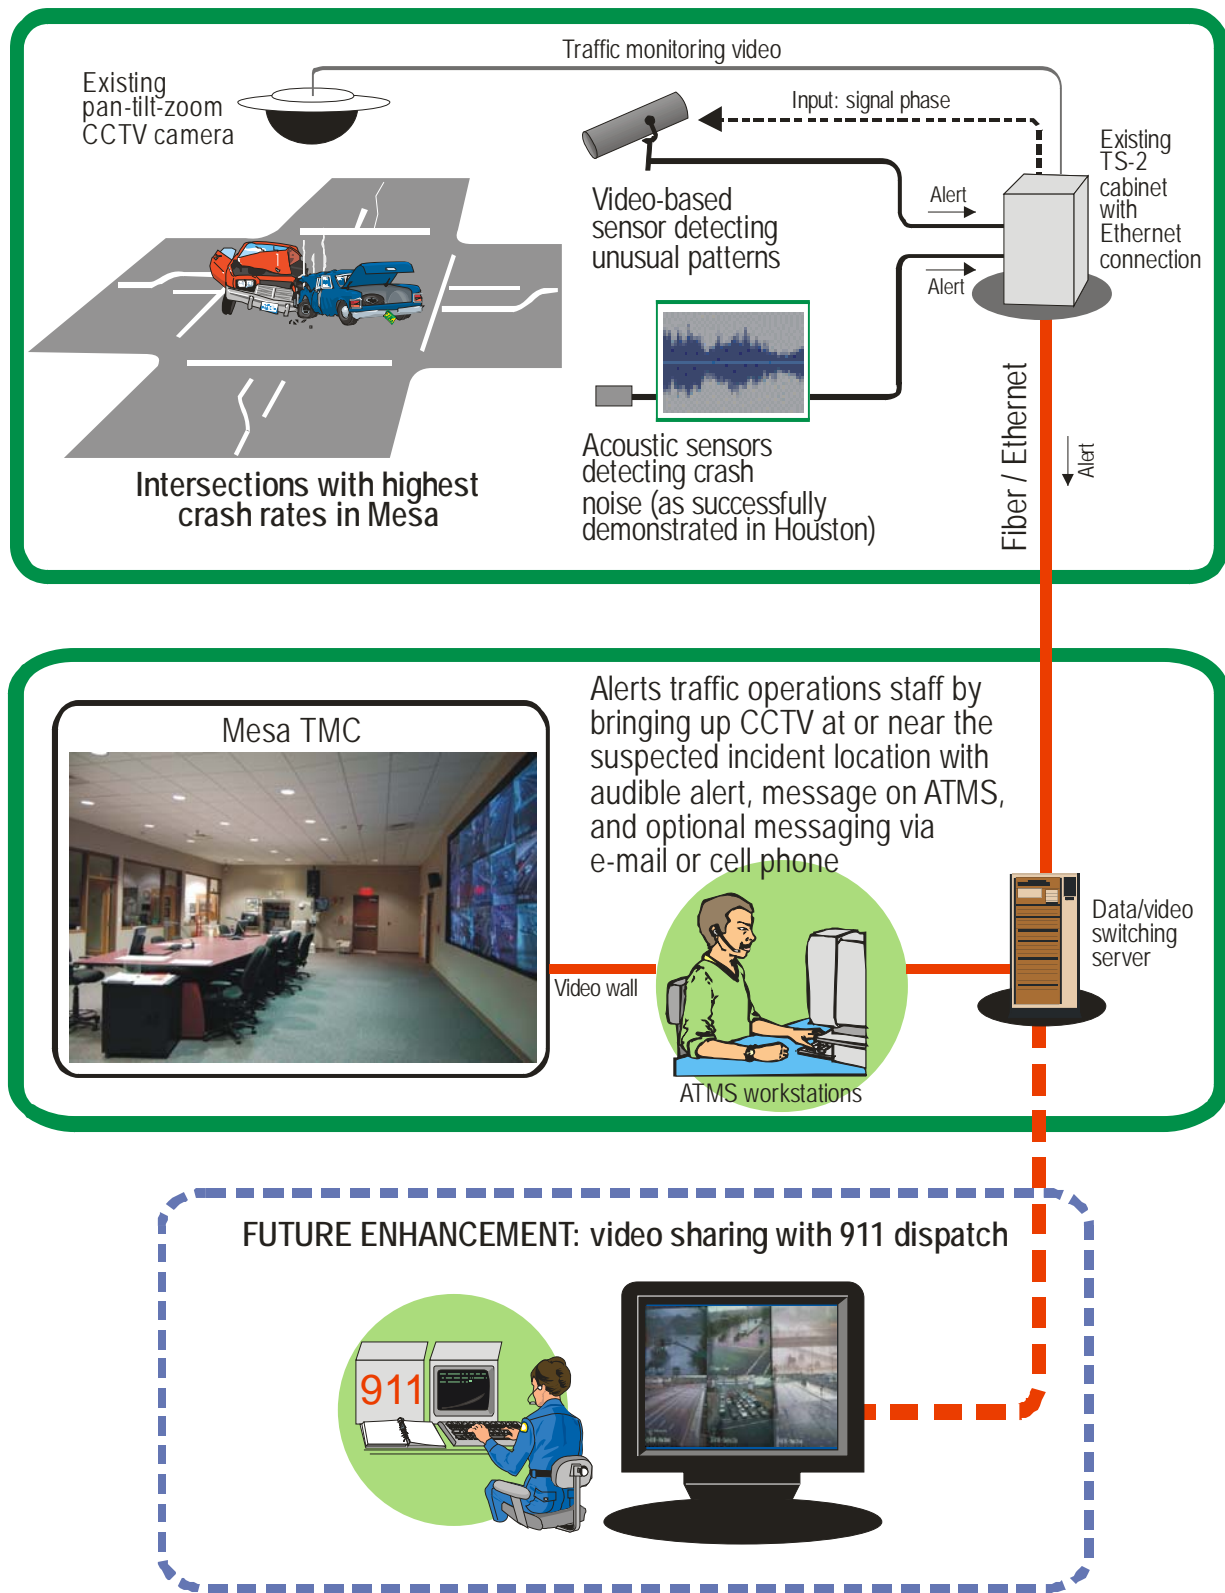 Traffic monitoring video
Existing
pan-tilt-zoom
CCTV camera
Input: signal phase
Existing
TS-2
cabinet
with
Ethernet
connection
Alert
Video-based
sensor detecting
unusual patterns
Alert
Acoustic sensors
detecting crash
noise (as successfully
demonstrated in Houston)
Intersections with highest
crash rates in Mesa
Fiber / Ethernet
Alert
Mesa TMC
Alerts traffic operations staff by
bringing up CCTV at or near the
suspected incident location with
audible alert, message on ATMS,
and optional messaging via
e-mail or cell phone
Data/video
switching
server
Video wall
ATMS workstations
FUTURE ENHANCEMENT: video sharing with 911 dispatch
911